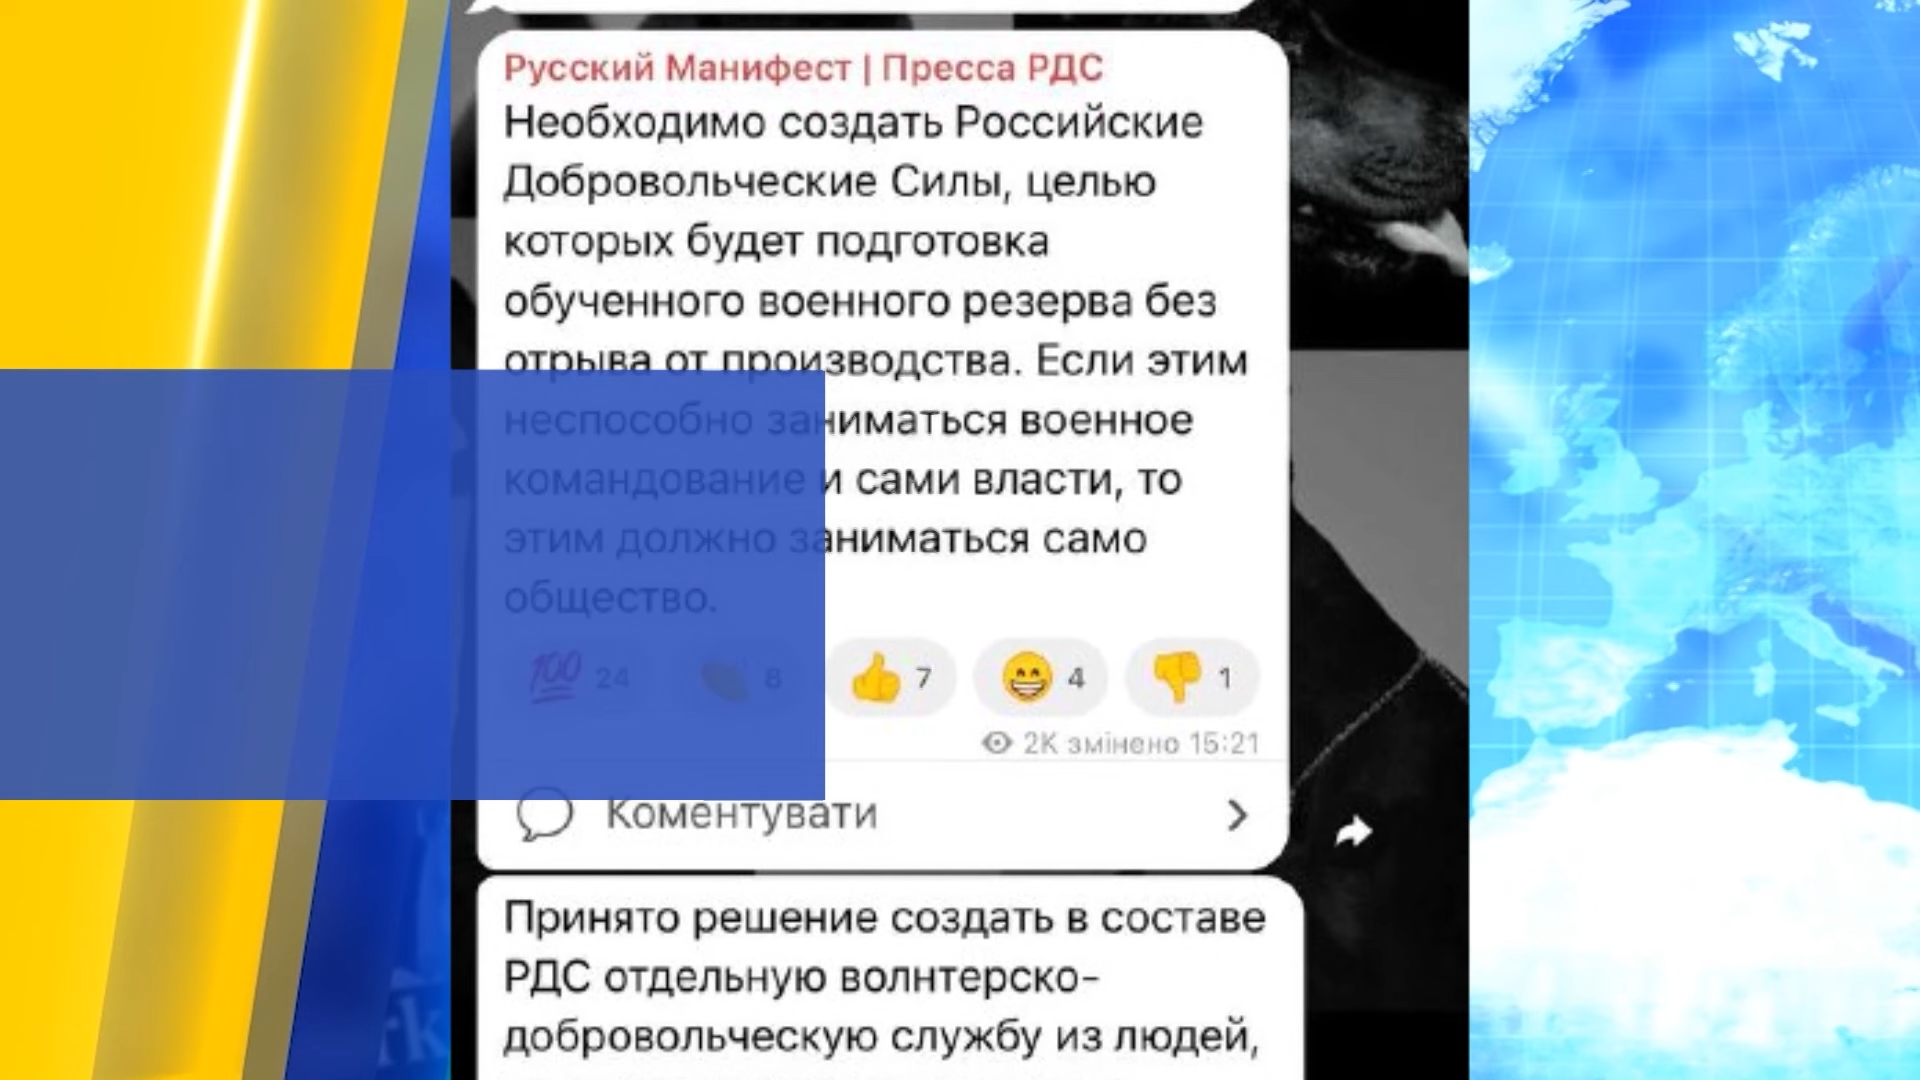 Русский Манифест | Пресса РДС
Необходимо создать Российские
Добровольческие Силы, целью
которых будет подготовка
обученного военного резерва без
отрыва от производства. Если этим
неспособно заниматься военное
командование и сами власти, то
этим должно заниматься само
общество.
24 8 7 4 1
2K змінено 15:21
Коментувати
Принято решение создать в составе
РДС отдельную волнтерско-
добровольческую службу из людей,
rk